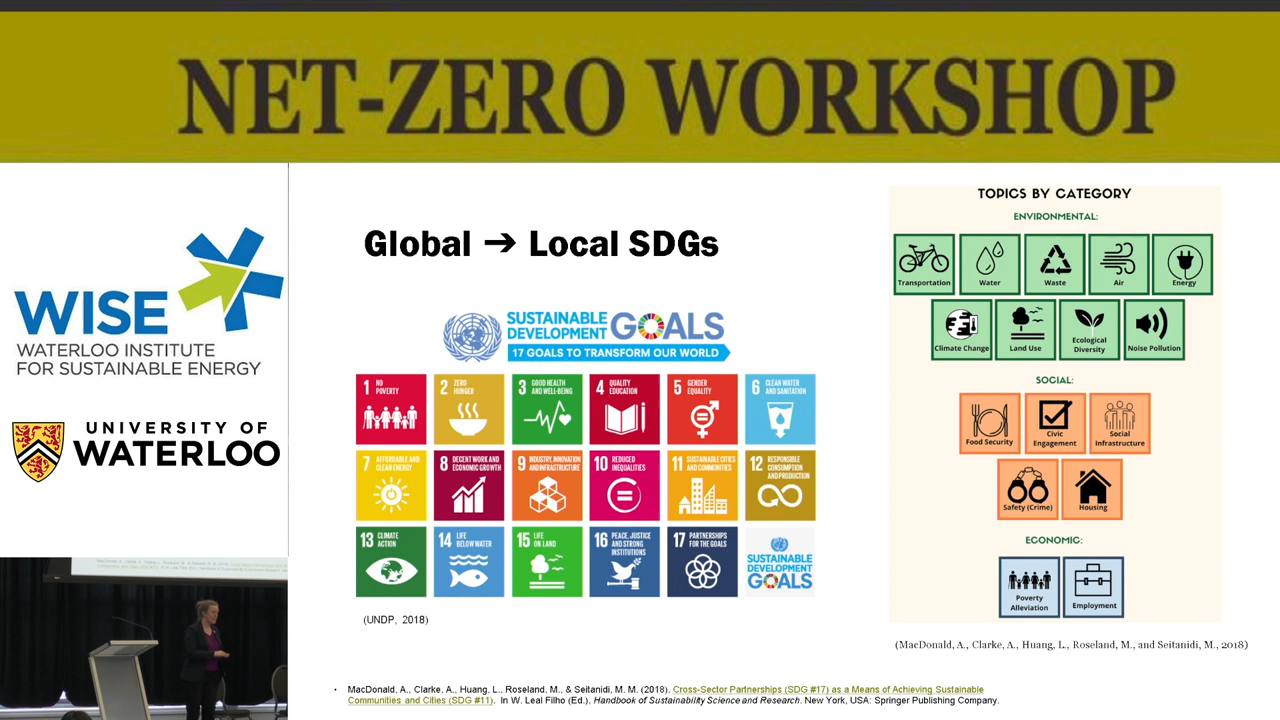 NET-ZERO WORKSHOP
WISE
WATERLOO INSTITUTE
FOR SUSTAINABLE ENERGY
UNIVERSITY OF
WATERLOO
Global → Local SDGs
SUSTAINABLE
DEVELOPMENT
GOALS
17 GOALS TO TRANSFORM OUR WORLD
1 NO
POVERTY
2 ZERO
HUNGER
3 GOOD HEALTH
AND WELL-BEING
4 QUALITY
EDUCATION
5 GENDER
EQUALITY
6 CLEAN WATER
AND SANITATION
7 AFFORDABLE AND
CLEAN ENERGY
8 DECENT WORK AND
ECONOMIC GROWTH
9 INDUSTRY, INNOVATION
AND INFRASTRUCTURE
10 REDUCED
INEQUALITIES
11 SUSTAINABLE CITIES
AND COMMUNITIES
12 RESPONSIBLE
CONSUMPTION
AND PRODUCTION
13 CLIMATE
ACTION
14 LIFE
BELOW WATER
15 LIFE
ON LAND
16 PEACE, JUSTICE
AND STRONG
INSTITUTIONS
17 PARTNERSHIPS
FOR THE GOALS
SUSTAINABLE
DEVELOPMENT
GOALS
(UNDP, 2018)
TOPICS BY CATEGORY
ENVIRONMENTAL:
Transportation
Water
Waste
Air
Energy
Climate Change
Land Use
Ecological
Diversity
Noise Pollution
SOCIAL:
Food Security
Civic
Engagement
Social
Infrastructure
Safety (Crime)
Housing
ECONOMIC:
Poverty
Alleviation
Employment
(MacDonald, A., Clarke, A., Huang, L., Roseland, M., and Seitanidi, M., 2018)
• MacDonald, A., Clarke, A., Huang, L., Roseland, M., & Seitanidi, M. M. (2018). Cross-Sector Partnerships (SDG #17) as a Means of Achieving Sustainable
Communities and Cities (SDG #11). In W. Leal Filho (Ed.), Handbook of Sustainability Science and Research. New York, USA: Springer Publishing Company.